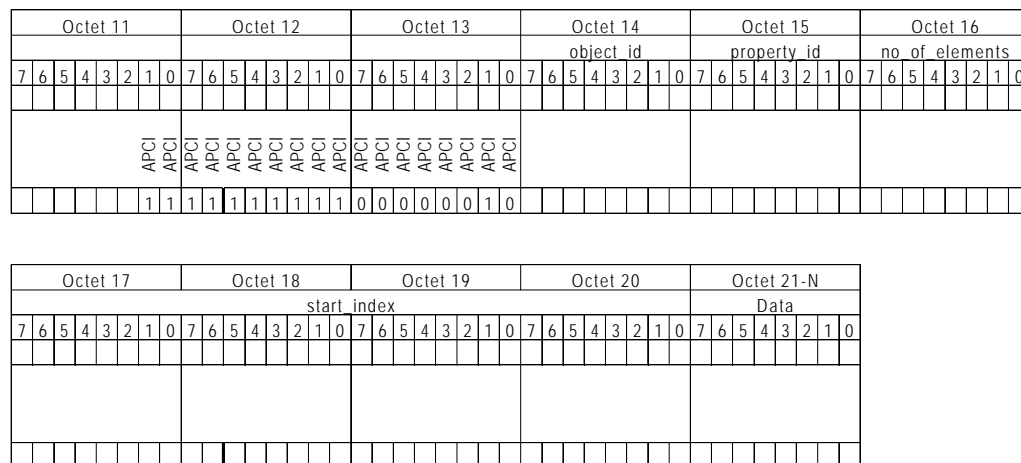 Octet 11 Octet 12 Octet 13 Octet 14 Octet 15 Octet 16
object_id property_id no_of_elements
7 6 5 4 3 2 1 0 7 6 5 4 3 2 1 0 7 6 5 4 3 2 1 0 7 6 5 4 3 2 1 0 7 6 5 4 3 2 1 0 7 6 5 4 3 2 1 0
APCI APCI APCI APCI APCI APCI APCI APCI APCI APCI APCI APCI APCI APCI APCI APCI APCI APCI
1 1 1 1 1 1 1 1 1 1 0 0 0 0 0 0 1 0
Octet 17 Octet 18 Octet 19 Octet 20 Octet 21-N
start_index Data
7 6 5 4 3 2 1 0 7 6 5 4 3 2 1 0 7 6 5 4 3 2 1 0 7 6 5 4 3 2 1 0 7 6 5 4 3 2 1 0